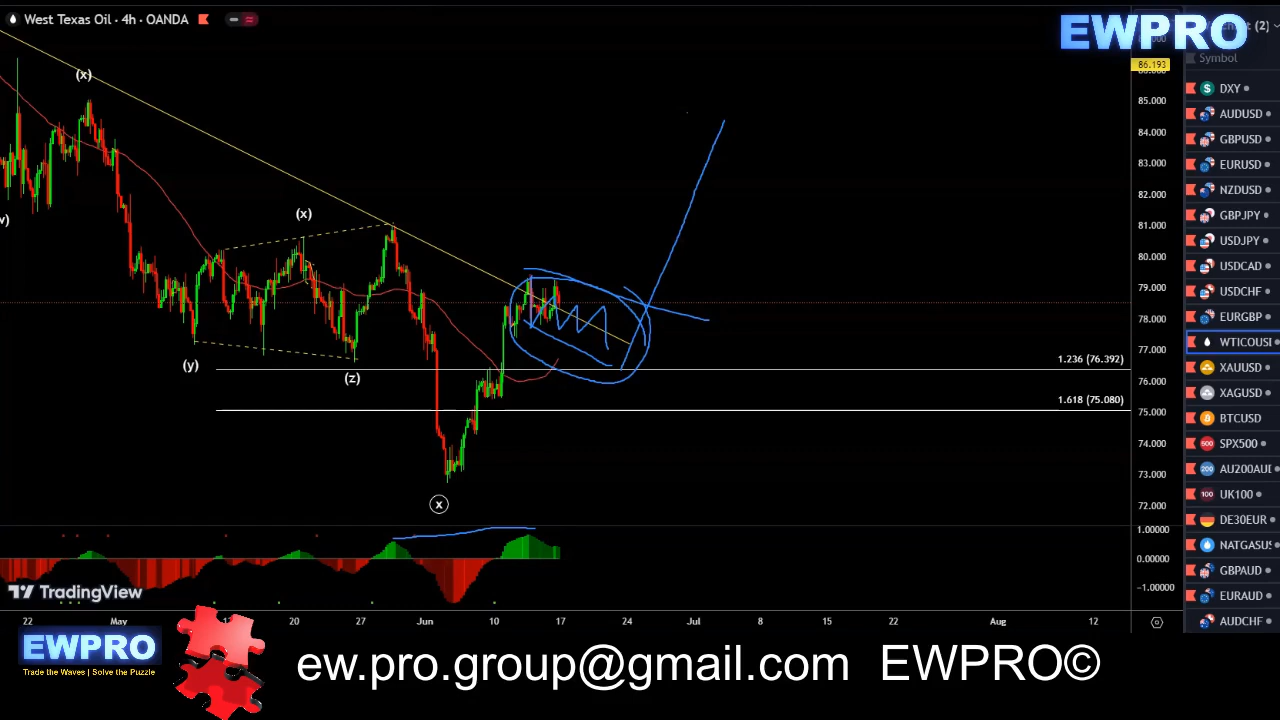 West Texas Oil · 4h · OANDA
EWPRO
(2)
Symbol
86.193
85.000
84.000
83.000
82.000
81.000
80.000
79.000
78.000
77.000
76.000
75.000
74.000
73.000
72.000
1.00000
0.00000
-1.00000
DXY
AUDUSD
GBPUSD
EURUSD
NZDUSD
GBPJPY
USDJPY
USDCAD
USDCHF
EURGBP
WTICOUSI
XAUUSD
XAGUSD
BTCUSD
SPX500
AU200AUD
UK100
DE30EUR
NATGASUS
GBPAUD
EURAUD
AUDCHF
(x)
(x)
(y)
(z)
x
1.236 (76.392)
1.618 (75.080)
TradingView
22 May 20 27 Jun 10 17 24 Jul 8 15 22 Aug 12
EWPRO
Trade the Waves | Solve the Puzzle
ew.pro.group@gmail.com EWPRO©